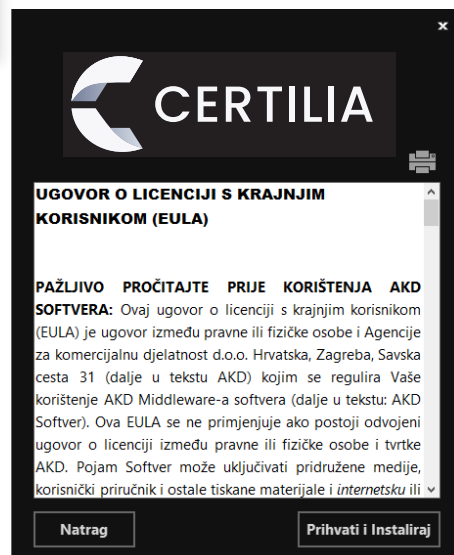 CERTILIA
UGOVOR O LICENCIJI S KRAJNJIM
KORISNIKOM (EULA)
PAŽLJIVO PROČITAJTE PRIJE KORIŠTENJA AKD
SOFTVERA: Ovaj ugovor o licenciji s krajnjim korisnikom
(EULA) je ugovor između pravne ili fizičke osobe i Agencije
za komercijalnu djelatnost d.o.o. Hrvatska, Zagreba, Savska
cesta 31 (dalje u tekstu AKD) kojim se regulira Vaše
korištenje AKD Middleware-a softvera (dalje u tekstu: AKD
Softver). Ova EULA se ne primjenjuje ako postoji odvojeni
ugovor o licenciji između pravne ili fizičke osobe i tvrtke
AKD. Pojam Softver može uključivati pridružene medije,
korisnički priručnik i ostale tiskane materijale i internetsku ili
Natrag
Prihvati i Instaliraj